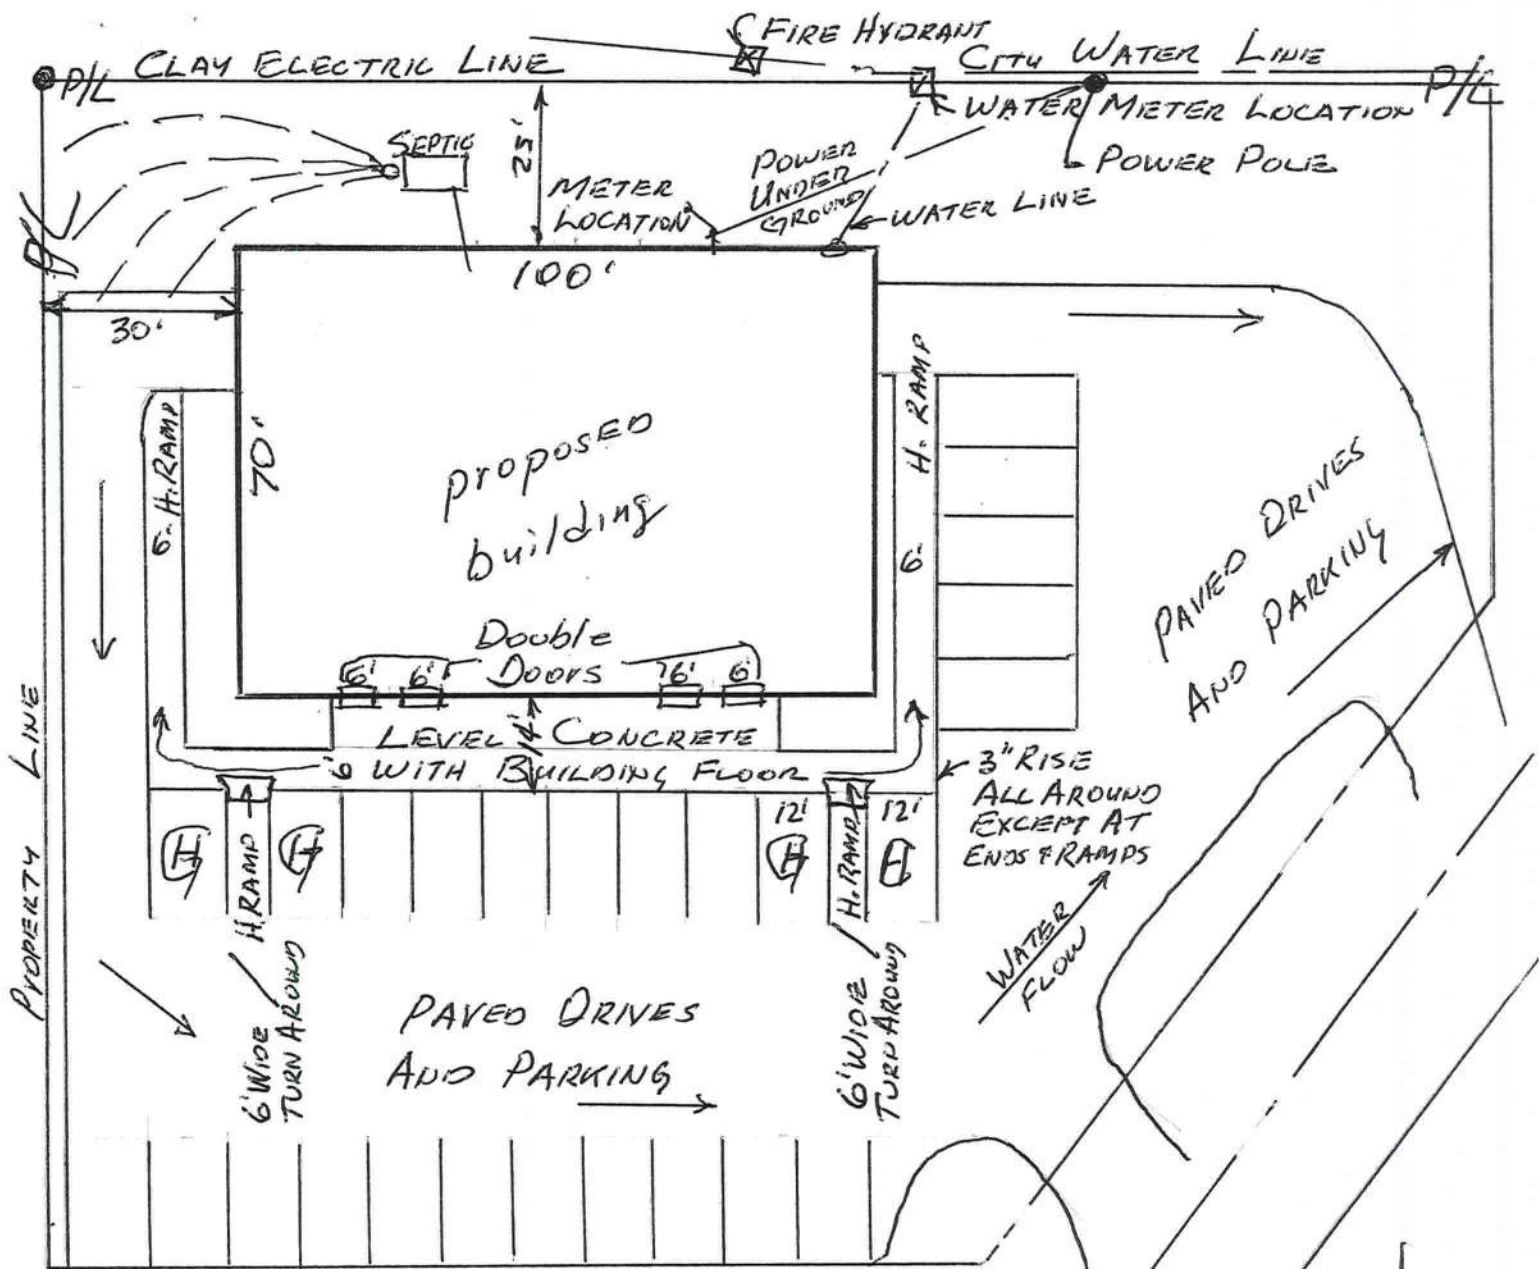 FIRE HYDRANT
CLAY ELECTRIC LINE
CITY WATER LINE
P/L
P/L
WATER METER LOCATION
SEPTIC
25'
POWER
UNDER
GROUND
POWER POLE
METER
LOCATION
WATER LINE
P/L
100'
30'
6' H. RAMP
70'
proposed
building
H. RAMP
6'
PAVED DRIVES
AND PARKING
Double
Doors
6'
6'
6'
6'
LEVEL CONCRETE
14'
6' WITH BUILDING FLOOR
3" RISE
ALL AROUND
EXCEPT AT
ENDS & RAMPS
PROPERTY LINE
H
H. RAMP
H
12'
H
H. RAMP
12'
H
WATER
FLOW
6' WIDE
TURN AROUND
PAVED DRIVES
AND PARKING
6' WIDE
TURN AROUND